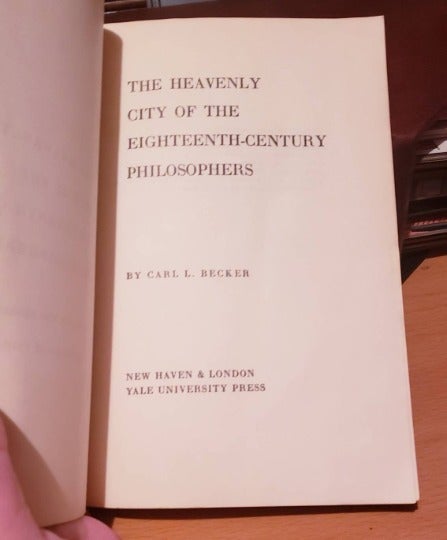 THE HEAVENLY
CITY OF THE
EIGHTEENTH-CENTURY
PHILOSOPHERS
BY CARL L. BECKER
NEW HAVEN & LONDON
YALE UNIVERSITY PRESS